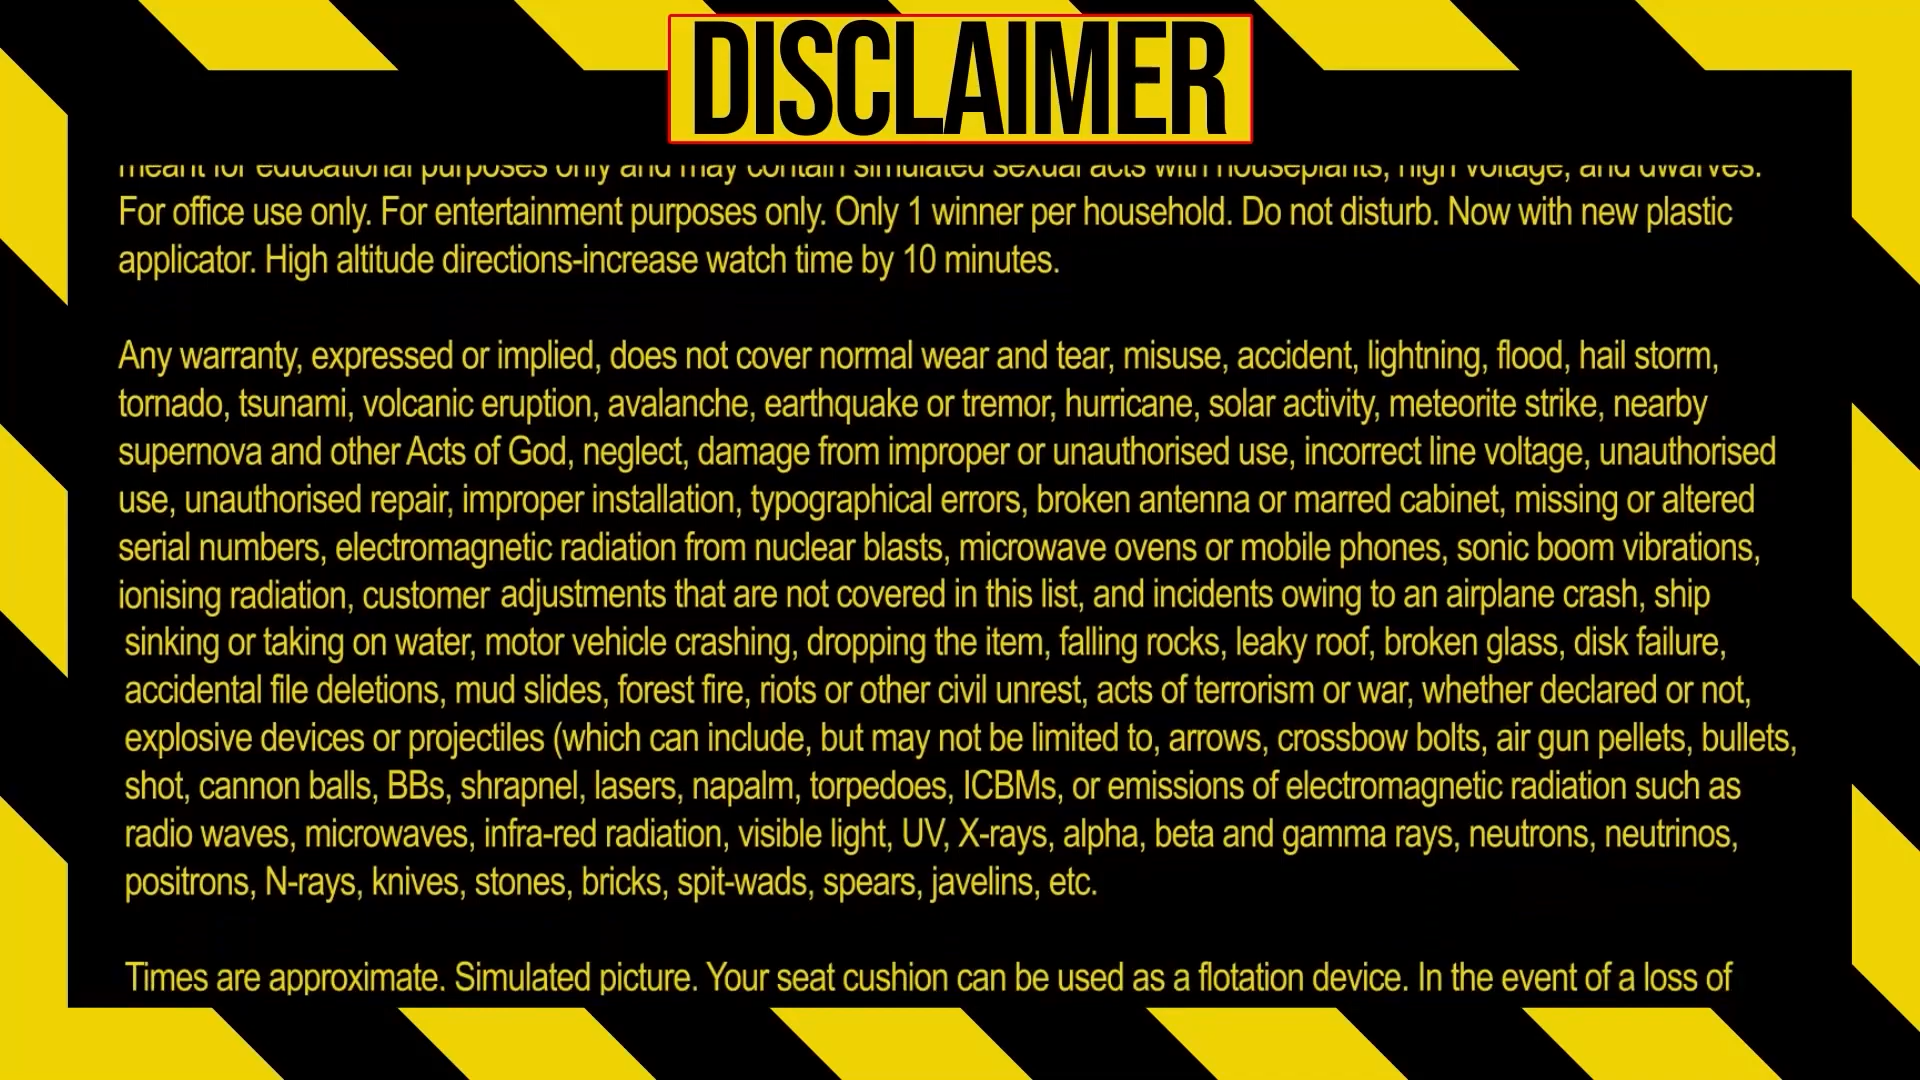 DISCLAIMER
meant for educational purposes only and may contain simulated sexual acts with houseplants, high voltage, and dwarves.
For office use only. For entertainment purposes only. Only 1 winner per household. Do not disturb. Now with new plastic
applicator. High altitude directions-increase watch time by 10 minutes.
Any warranty, expressed or implied, does not cover normal wear and tear, misuse, accident, lightning, flood, hail storm,
tornado, tsunami, volcanic eruption, avalanche, earthquake or tremor, hurricane, solar activity, meteorite strike, nearby
supernova and other Acts of God, neglect, damage from improper or unauthorised use, incorrect line voltage, unauthorised
use, unauthorised repair, improper installation, typographical errors, broken antenna or marred cabinet, missing or altered
serial numbers, electromagnetic radiation from nuclear blasts, microwave ovens or mobile phones, sonic boom vibrations,
ionising radiation, customer adjustments that are not covered in this list, and incidents owing to an airplane crash, ship
sinking or taking on water, motor vehicle crashing, dropping the item, falling rocks, leaky roof, broken glass, disk failure,
accidental file deletions, mud slides, forest fire, riots or other civil unrest, acts of terrorism or war, whether declared or not,
explosive devices or projectiles (which can include, but may not be limited to, arrows, crossbow bolts, air gun pellets, bullets,
shot, cannon balls, BBs, shrapnel, lasers, napalm, torpedoes, ICBMs, or emissions of electromagnetic radiation such as
radio waves, microwaves, infra-red radiation, visible light, UV, X-rays, alpha, beta and gamma rays, neutrons, neutrinos,
positrons, N-rays, knives, stones, bricks, spit-wads, spears, javelins, etc.
Times are approximate. Simulated picture. Your seat cushion can be used as a flotation device. In the event of a loss of